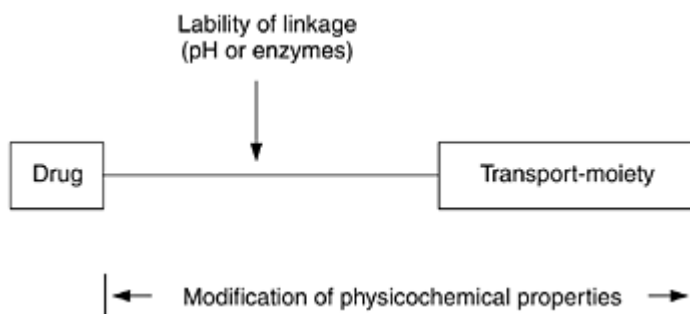 Lability of linkage
(pH or enzymes)
Drug
Transport-moiety
Modification of physicochemical properties